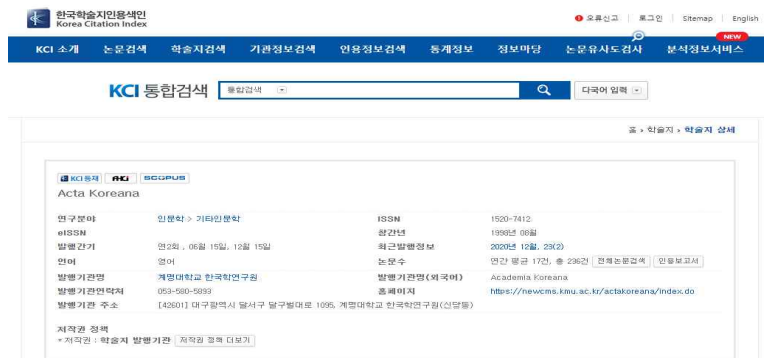 한국학술지인용색인
Korea Citation Index
오류신고 | 로그인 | Sitemap | English
NEW
KCI 소개 논문검색 학술지검색 기관정보검색 인용정보검색 통계정보 정보마당 논문유사도검사 분석정보서비스
KCI 통합검색 통합검색 다국어 입력
홈 > 학술지 > 학술지 상세
KCI등재 AHCI SCOPUS
Acta Koreana
연구분야 인문학 > 기타인문학 ISSN 1520-7412
eISSN 창간년 1998년 08월
발행간기 연2회 , 06월 15일, 12월 15일 최근발행정보 2020년 12월, 23(2)
언어 영어 논문수 연간 평균 17건, 총 236건 전체논문검색 인용보고서
발행기관명 계명대학교 한국학연구원 발행기관명(외국어) Academia Koreana
발행기관연락처 053-580-5893 홈페이지 https://newcms.kmu.ac.kr/actakoreana/index.do
발행기관 주소 [42601] 대구광역시 달서구 달구벌대로 1095, 계명대학교 한국학연구원(신당동)
저작권 정책
• 저작권 : 학술지 발행기관 저작권 정책 더보기